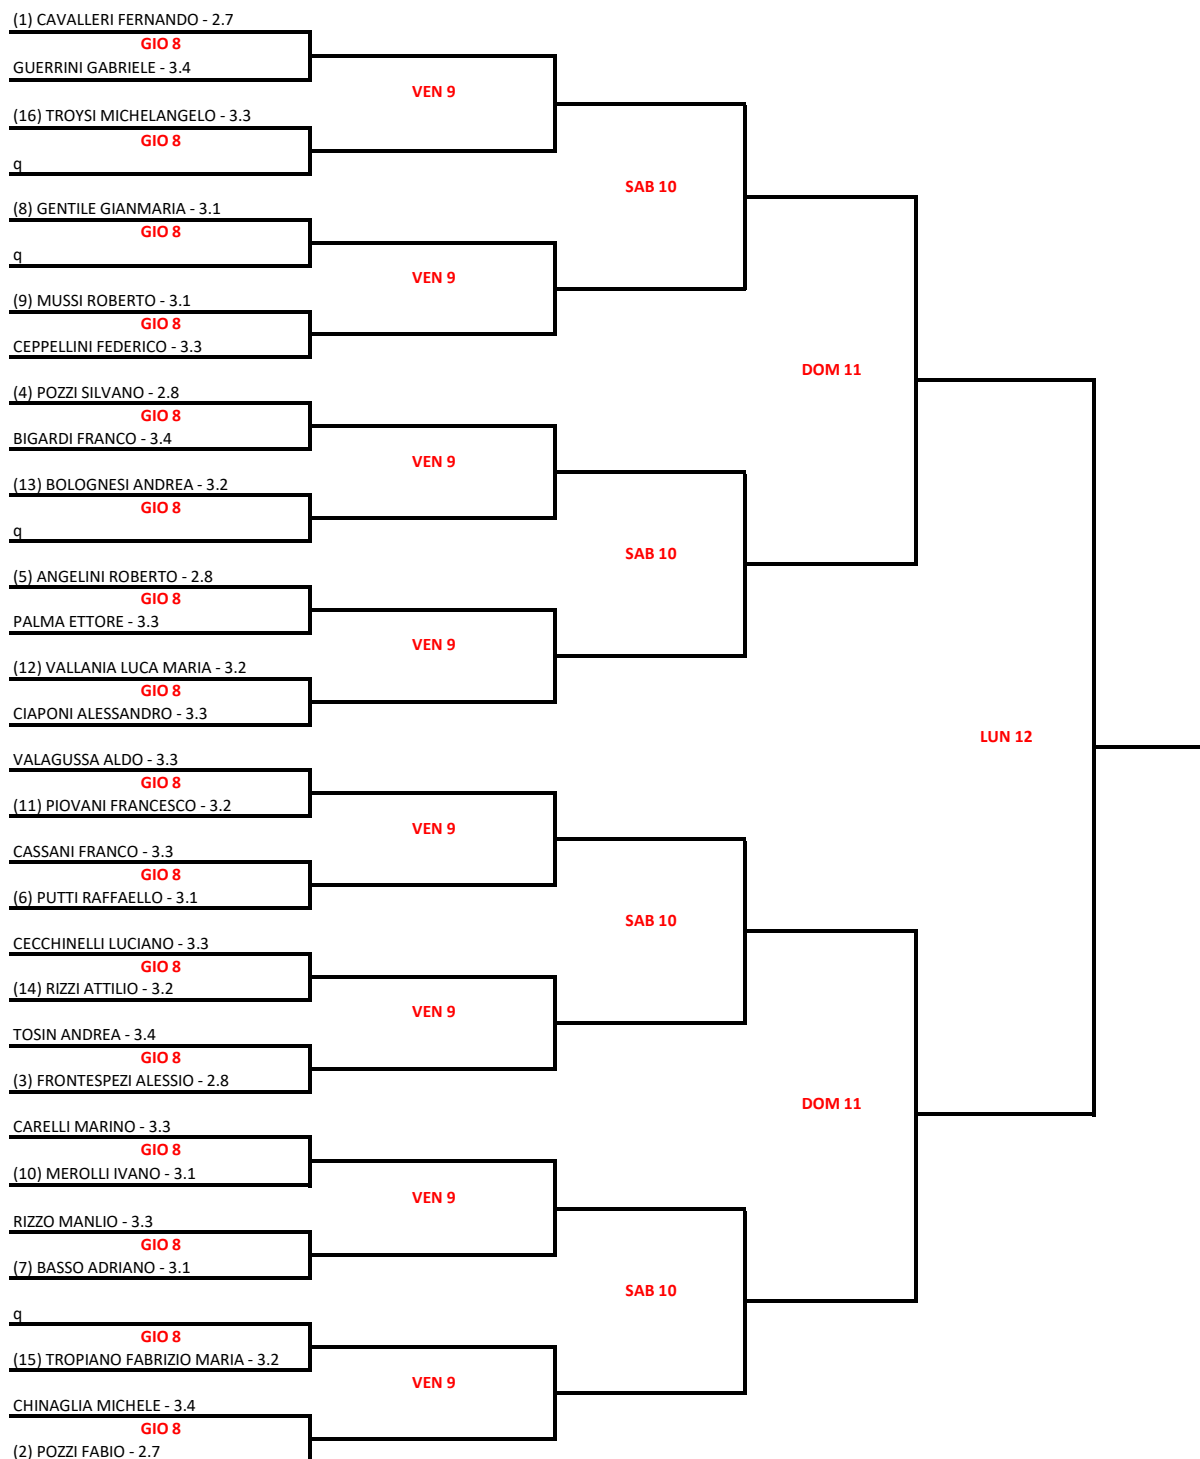 (1) CAVALLERI FERNANDO - 2.7
GIO 8
GUERRINI GABRIELE - 3.4
VEN 9
(16) TROYSI MICHELANGELO - 3.3
GIO 8
q
SAB 10
(8) GENTILE GIANMARIA - 3.1
GIO 8
q
VEN 9
(9) MUSSI ROBERTO - 3.1
GIO 8
CEPPELLINI FEDERICO - 3.3
DOM 11
(4) POZZI SILVANO - 2.8
GIO 8
BIGARDI FRANCO - 3.4
VEN 9
(13) BOLOGNESI ANDREA - 3.2
GIO 8
q
SAB 10
(5) ANGELINI ROBERTO - 2.8
GIO 8
PALMA ETTORE - 3.3
VEN 9
(12) VALLANIA LUCA MARIA - 3.2
GIO 8
CIAPONI ALESSANDRO - 3.3
LUN 12
VALAGUSSA ALDO - 3.3
GIO 8
(11) PIOVANI FRANCESCO - 3.2
VEN 9
CASSANI FRANCO - 3.3
GIO 8
(6) PUTTI RAFFAELLO - 3.1
SAB 10
CECCHINELLI LUCIANO - 3.3
GIO 8
(14) RIZZI ATTILIO - 3.2
VEN 9
TOSIN ANDREA - 3.4
GIO 8
(3) FRONTESPEZI ALESSIO - 2.8
DOM 11
CARELLI MARINO - 3.3
GIO 8
(10) MEROLLI IVANO - 3.1
VEN 9
RIZZO MANLIO - 3.3
GIO 8
(7) BASSO ADRIANO - 3.1
SAB 10
q
GIO 8
(15) TROPIANO FABRIZIO MARIA - 3.2
VEN 9
CHINAGLIA MICHELE - 3.4
GIO 8
(2) POZZI FABIO - 2.7